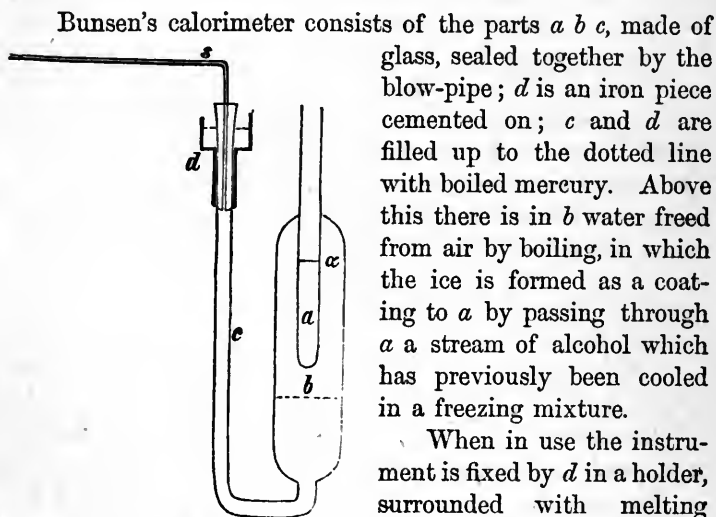 Bunsen's calorimeter consists of the parts a b c, made of
glass, sealed together by the
blow-pipe; d is an iron piece
cemented on; c and d are
filled up to the dotted line
with boiled mercury. Above
this there is in b water freed
from air by boiling, in which
the ice is formed as a coat-
ing to a by passing through
a a stream of alcohol which
has previously been cooled
in a freezing mixture.
When in use the instru-
ment is fixed by d in a holder,
surrounded with melting
s
d
α
a
c
b